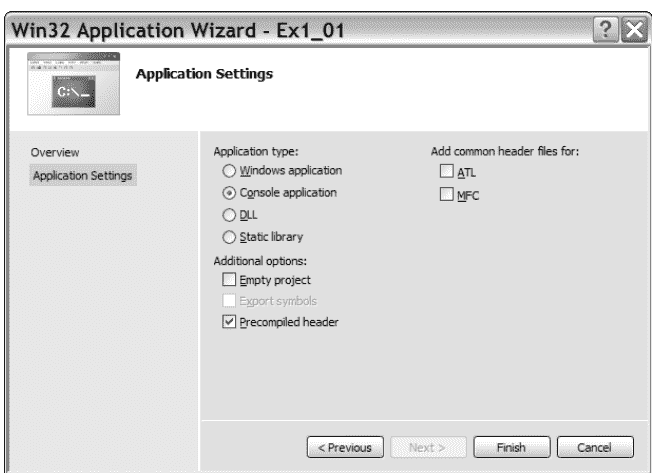 Win32 Application Wizard - Ex1_01
C:\_
Application Settings
Overview
Application Settings
Application type:
Windows application
Console application
DLL
Static library
Additional options:
Empty project
Export symbols
Precompiled header
Add common header files for:
ATL
MFC
< Previous
Next >
Finish
Cancel